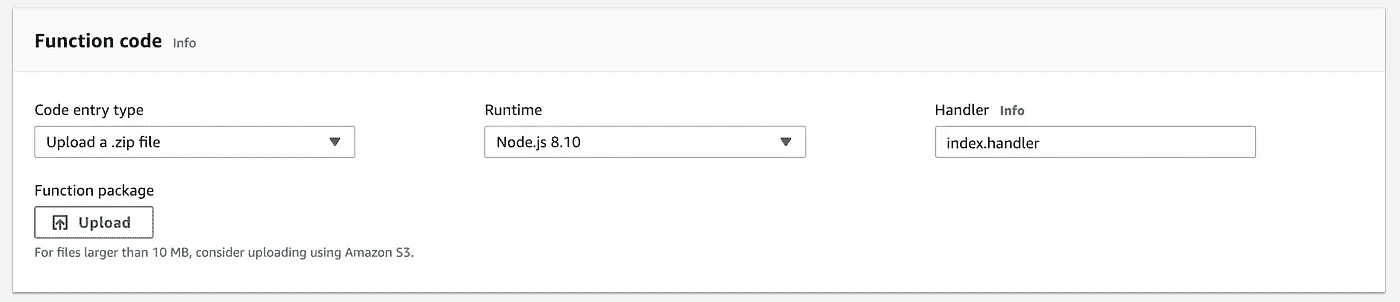 Function code Info
Code entry type
Runtime
Handler Info
Upload a .zip file
Node.js 8.10
index.handler
Function package
Upload
For files larger than 10 MB, consider uploading using Amazon S3.